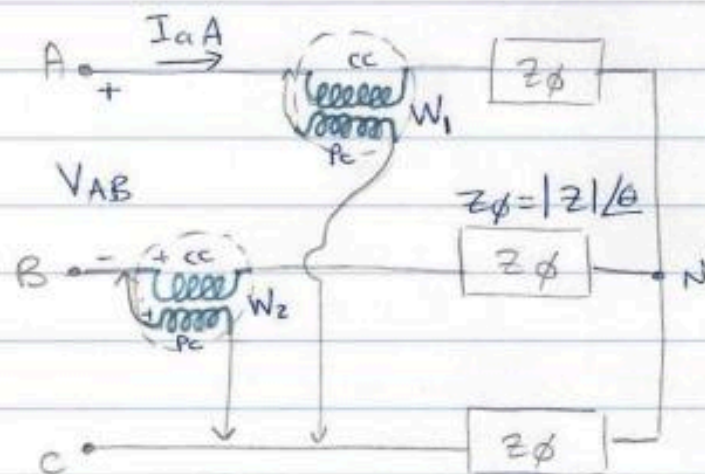 IaA
A
+
cc
Zφ
W1
Pc -
VAB
Zφ = |Z|∠θ
B
-
+ cc
Zφ
N
+
W2
Pc
C
Zφ